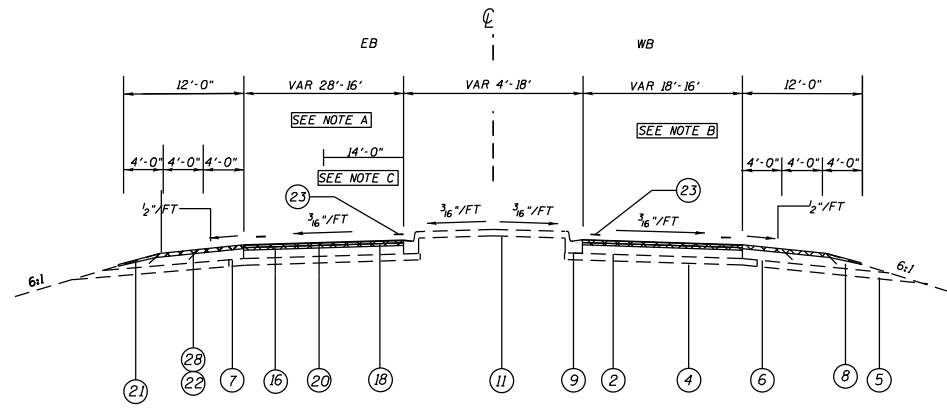 ℄
EB WB
12'-0" VAR 28'-16' VAR 4'-18' VAR 18'-16' 12'-0"
SEE NOTE A SEE NOTE B
14'-0"
4'-0" 4'-0" 4'-0" SEE NOTE C 4'-0" 4'-0" 4'-0"
23 23
1/2"/FT 3/16"/FT 3/16"/FT 3/16"/FT 3/16"/FT 1/2"/FT
6:1 6:1
28
21 22 7 16 20 18 11 9 2 4 6 8 5